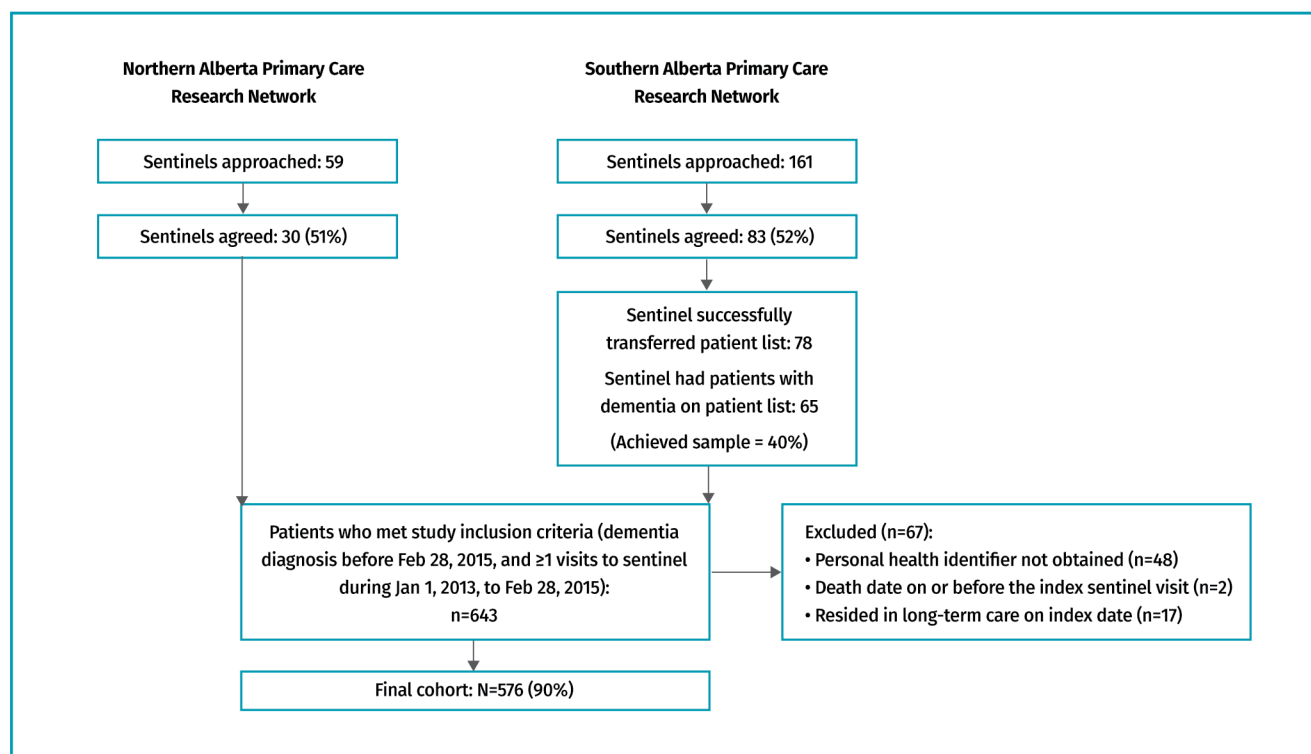 Northern Alberta Primary Care
Research Network
Southern Alberta Primary Care
Research Network
Sentinels approached: 59
Sentinels approached: 161
Sentinels agreed: 30 (51%)
Sentinels agreed: 83 (52%)
Sentinel successfully
transferred patient list: 78
Sentinel had patients with
dementia on patient list: 65
(Achieved sample = 40%)
Patients who met study inclusion criteria (dementia
diagnosis before Feb 28, 2015, and ≥1 visits to sentinel
during Jan 1, 2013, to Feb 28, 2015):
n=643
Excluded (n=67):
• Personal health identifier not obtained (n=48)
• Death date on or before the index sentinel visit (n=2)
• Resided in long-term care on index date (n=17)
Final cohort: N=576 (90%)